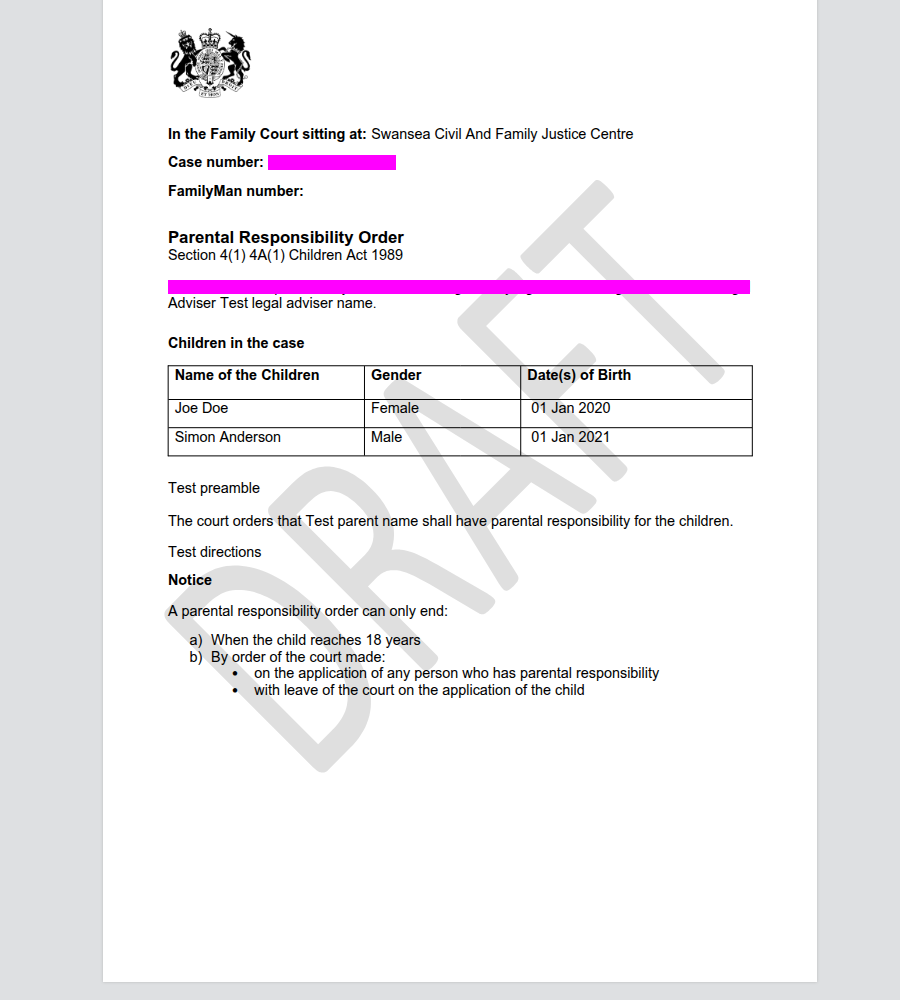 In the Family Court sitting at: Swansea Civil And Family Justice Centre
Case number:
FamilyMan number:
Parental Responsibility Order
Section 4(1) 4A(1) Children Act 1989
Adviser Test legal adviser name.
Children in the case
Name of the Children Gender Date(s) of Birth
Joe Doe Female 01 Jan 2020
Simon Anderson Male 01 Jan 2021
Test preamble
The court orders that Test parent name shall have parental responsibility for the children.
Test directions
Notice
A parental responsibility order can only end:
a) When the child reaches 18 years
b) By order of the court made:
• on the application of any person who has parental responsibility
• with leave of the court on the application of the child
DRAFT